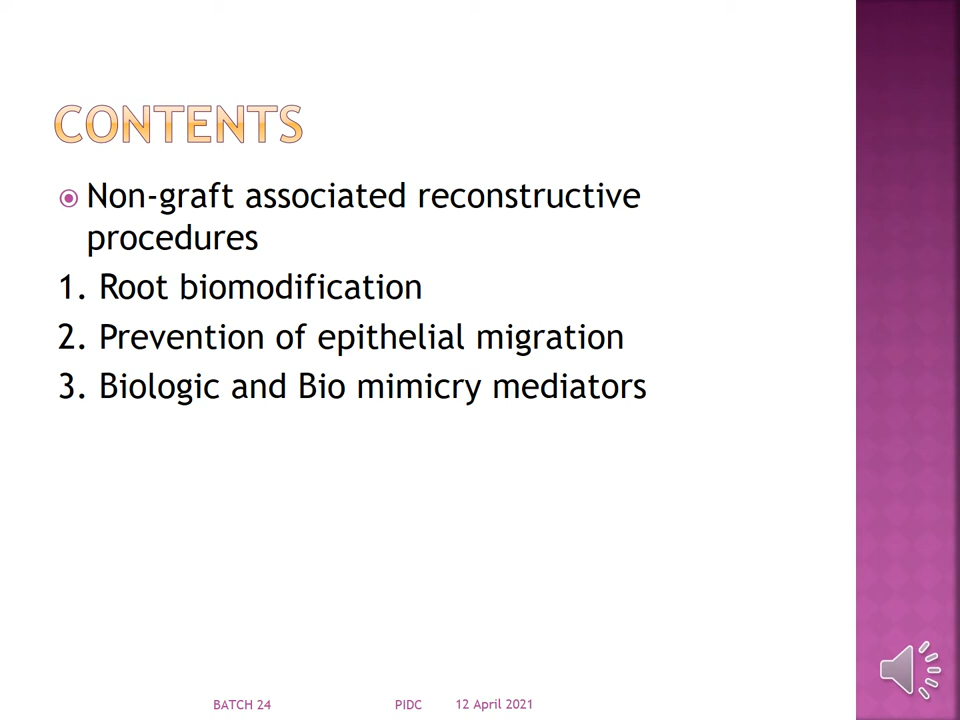 CONTENTS
Non-graft associated reconstructive
procedures
1. Root biomodification
2. Prevention of epithelial migration
3. Biologic and Bio mimicry mediators
BATCH 24 PIDC 12 April 2021